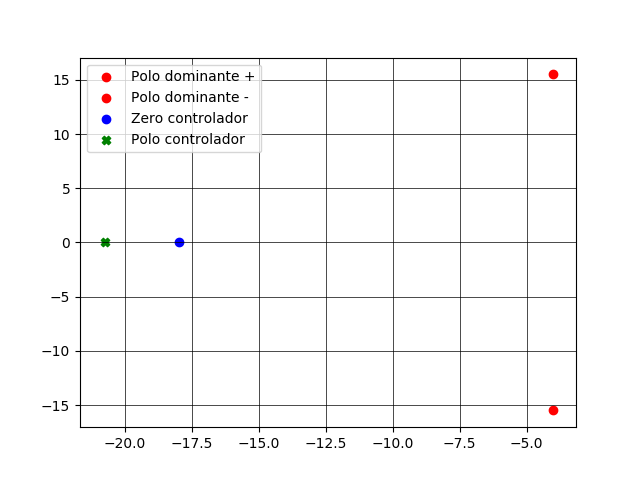 Polo dominante +
Polo dominante -
Zero controlador
Polo controlador
15
10
5
0
−5
−10
−15
−20.0 −17.5 −15.0 −12.5 −10.0 −7.5 −5.0